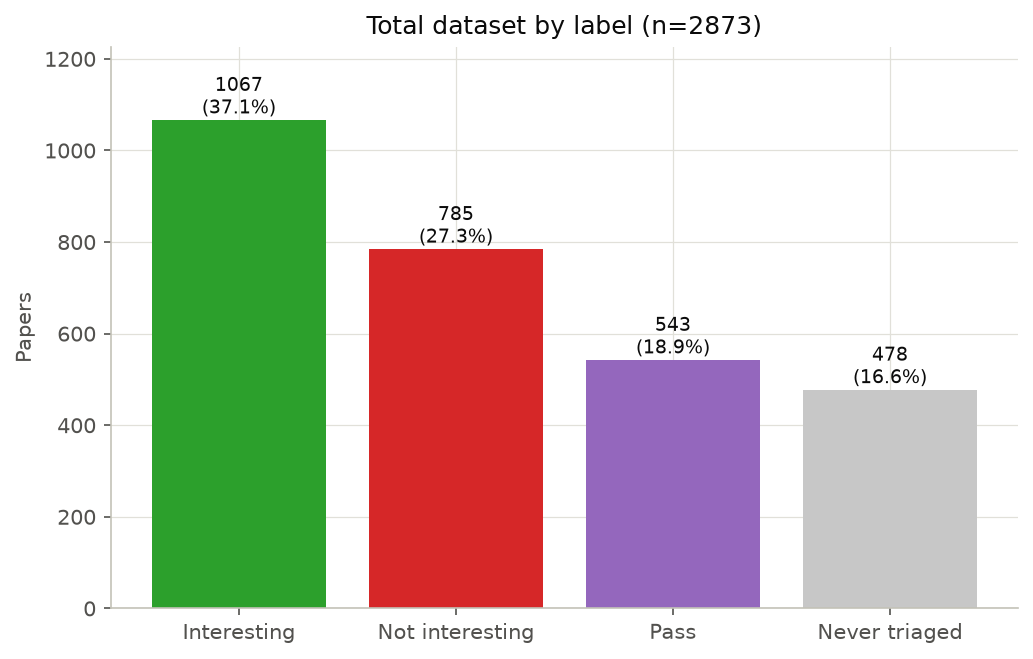 Total dataset by label (n=2873)
Papers
1200
1000
800
600
400
200
0
1067
(37.1%)
785
(27.3%)
543
(18.9%)
478
(16.6%)
Interesting
Not interesting
Pass
Never triaged